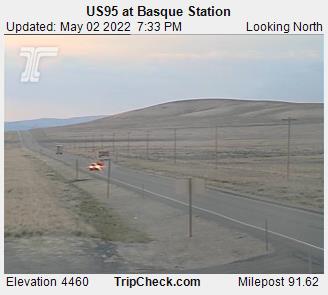 US95 at Basque Station
Updated: May 02 2022 7:33 PM Looking North
Elevation 4460 TripCheck.com Milepost 91.62